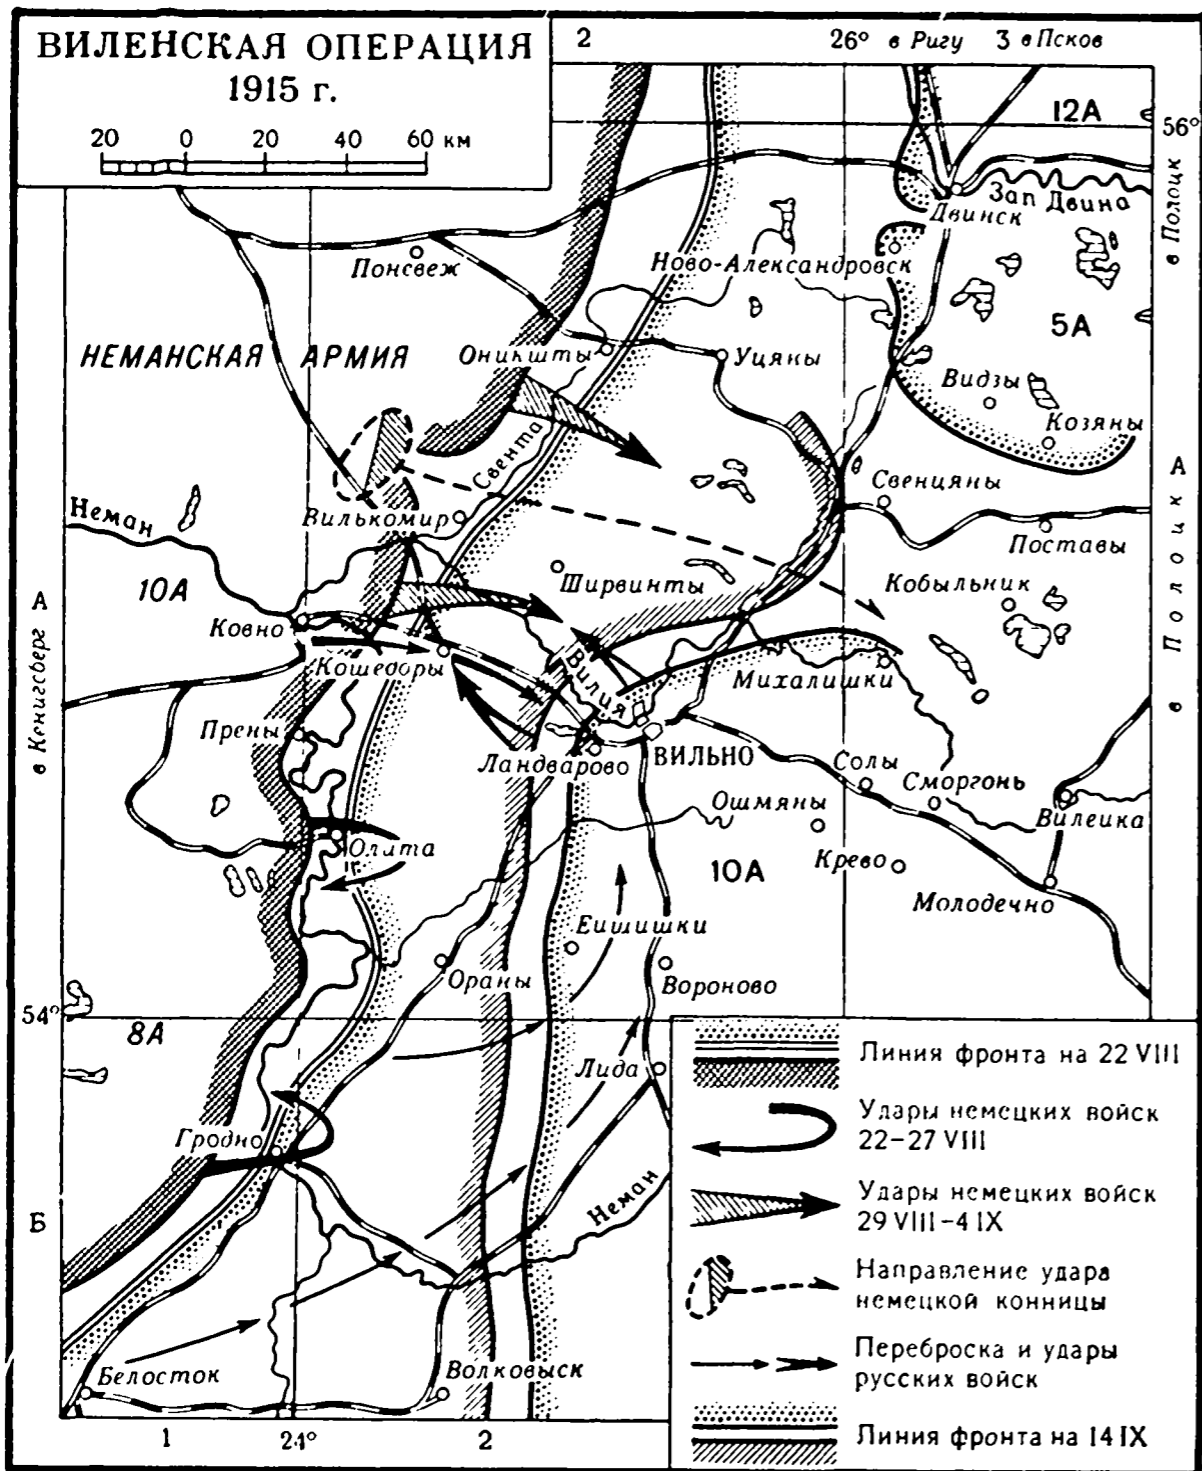 ВИЛЕНСКАЯ ОПЕРАЦИЯ
1915 г.
20 0 20 40 60 км
2
26° в Ригу 3 в Псков
12А
56°
в Полоцк
Зап Двина
Двинск
Понсвеж
Ново-Александровск
5А
НЕМАНСКАЯ АРМИЯ
Оникшты
Уцяны
Видзы
Козяны
Свента
Свенцяны
А
Неман
Вилькомир
Поставы
в Полоцк
Ширвинты
Кобыльник
10А
А
Ковно
Кошедоры
Вилия
Михалишки
в Кенигсберг
Прены
Ландварово
ВИЛЬНО
Солы
Сморгонь
Ошмяны
Вилейка
Олита
10А
Крево
Молодечно
Еишишки
Ораны
Вороново
54°
8А
Лида
Гродно
Неман
Б
Белосток
Волковыск
1 24° 2
Линия фронта на 22 VIII
Удары немецких войск
22–27 VIII
Удары немецких войск
29 VIII–4 IX
Направление удара
немецкой конницы
Переброска и удары
русских войск
Линия фронта на 14 IX